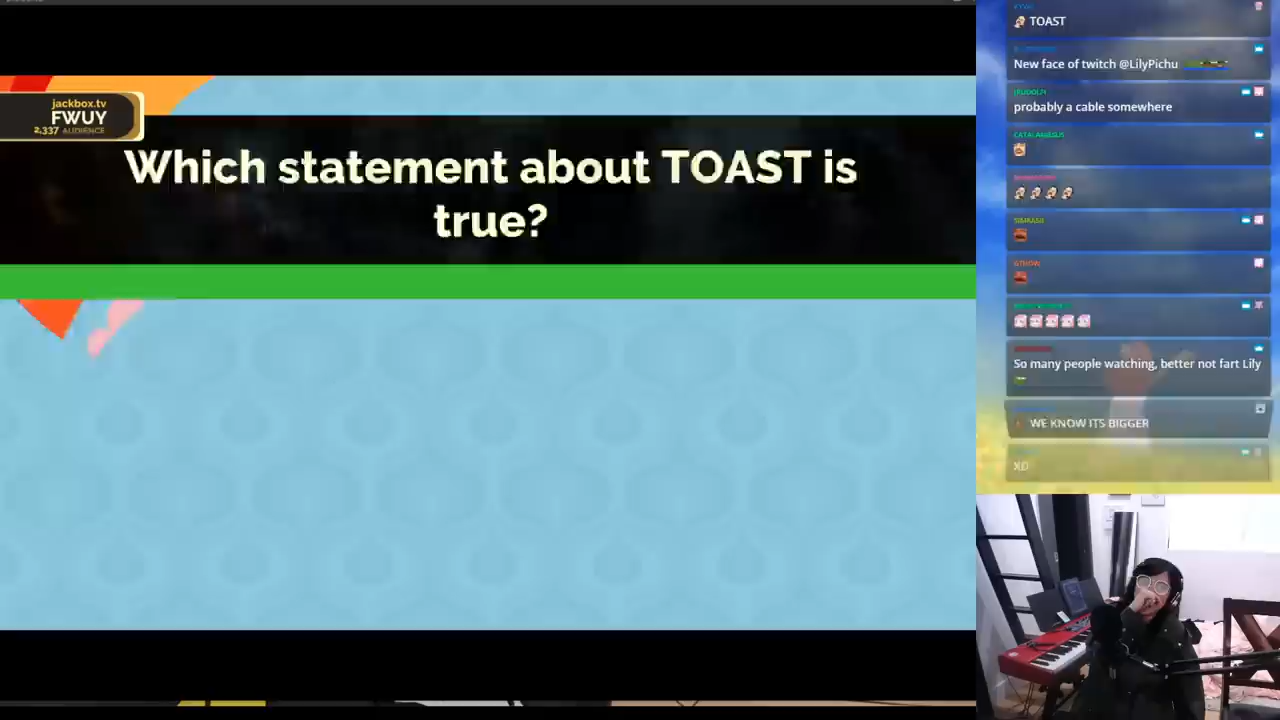 jackbox.tv
FWUY
2,337 AUDIENCE
Which statement about TOAST is
true?
TOAST
New face of twitch @LilyPichu
probably a cable somewhere
So many people watching, better not fart Lily
WE KNOW ITS BIGGER
XD